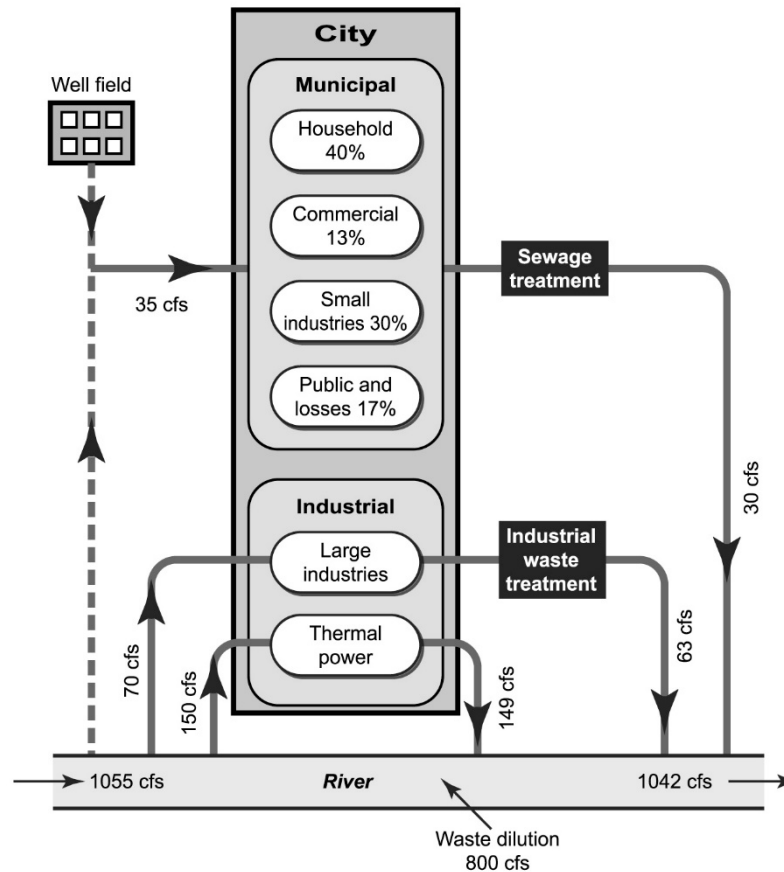 City
Well field
Municipal
Household
40%
Commercial
13%
35 cfs
Small
industries 30%
Public and
losses 17%
Sewage
treatment
30 cfs
Industrial
Large
industries
Thermal
power
Industrial
waste
treatment
70 cfs
150 cfs
149 cfs
63 cfs
1055 cfs
River
1042 cfs
Waste dilution
800 cfs